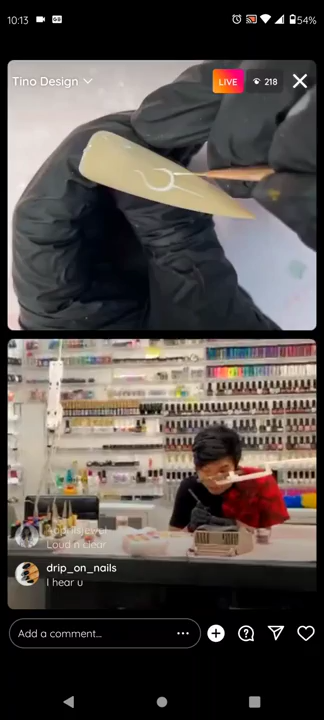 10:13
54%
Tino Design
LIVE
218
Loud n clear
drip_on_nails
I hear u
Add a comment...